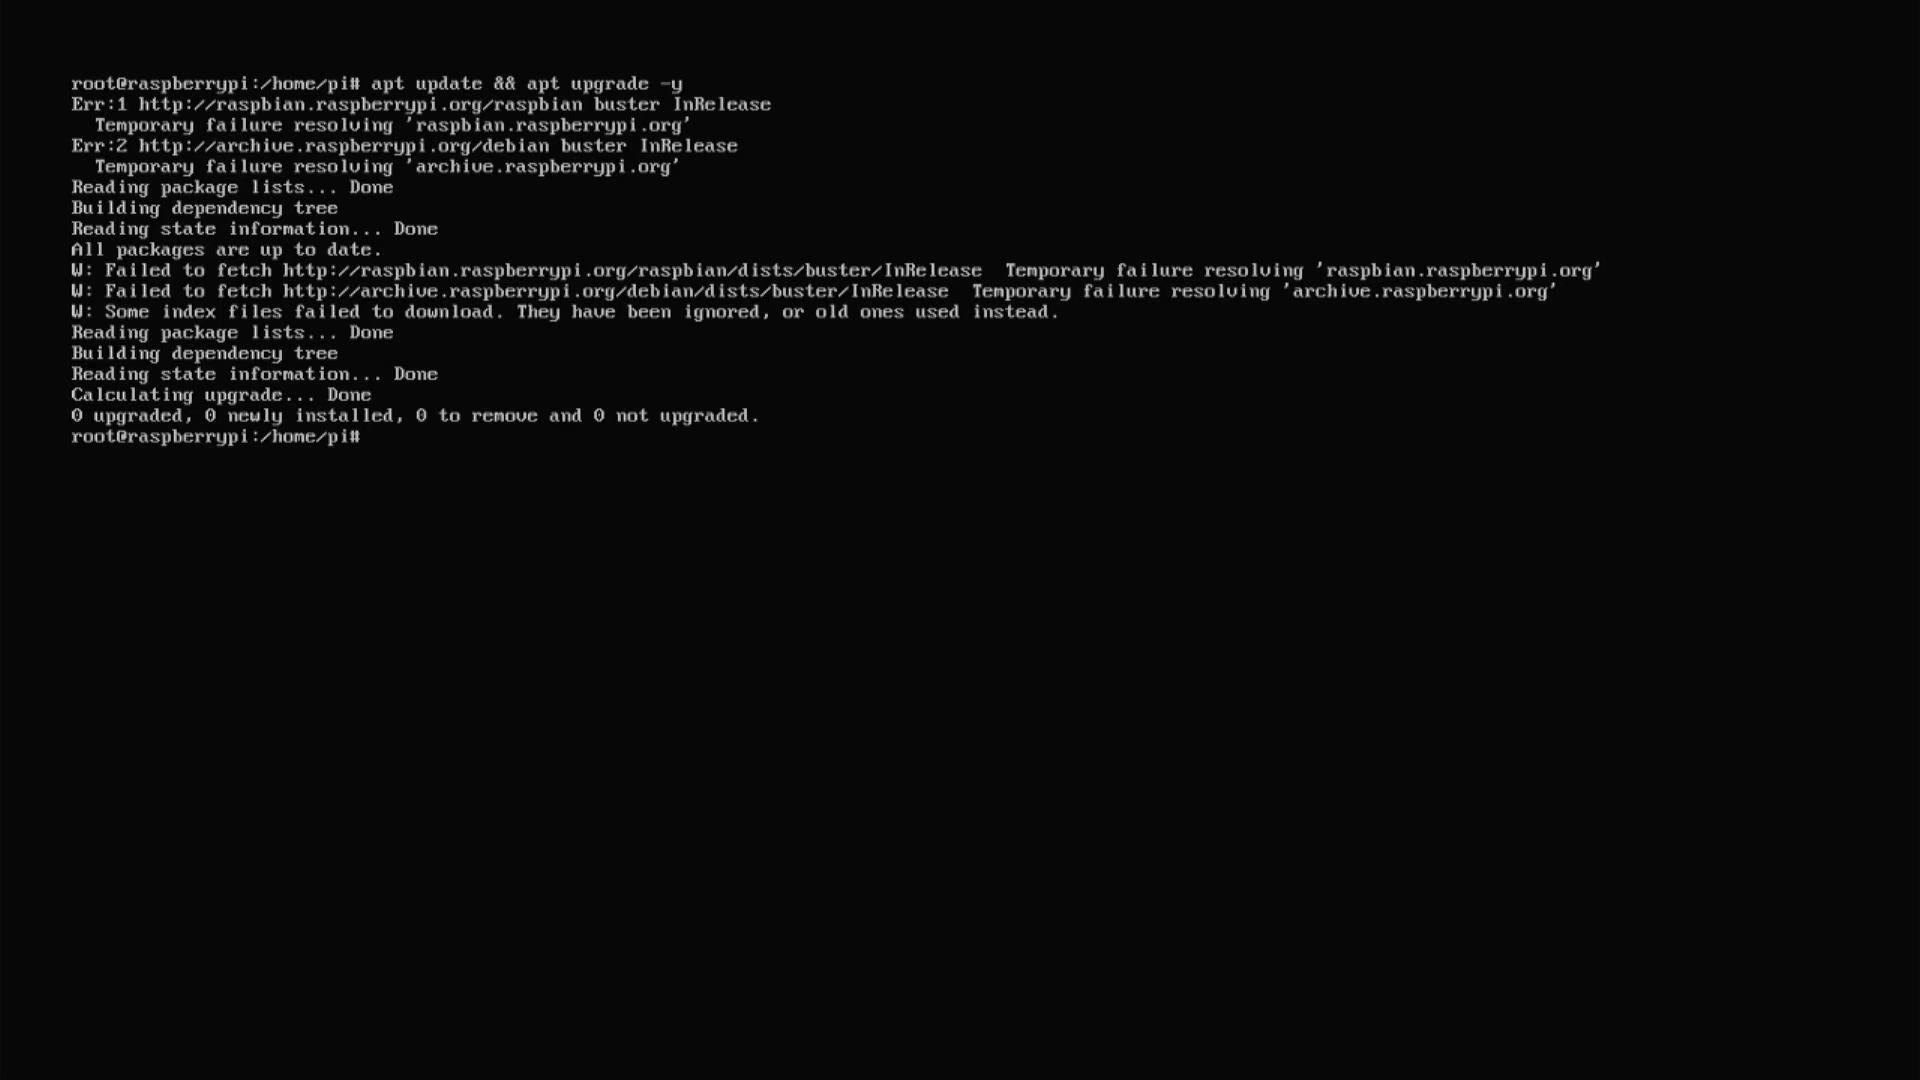 root@raspberrypi:/home/pi# apt update && apt upgrade -y
Err:1 http://raspbian.raspberrypi.org/raspbian buster InRelease
  Temporary failure resolving 'raspbian.raspberrypi.org'
Err:2 http://archive.raspberrypi.org/debian buster InRelease
  Temporary failure resolving 'archive.raspberrypi.org'
Reading package lists... Done
Building dependency tree
Reading state information... Done
All packages are up to date.
W: Failed to fetch http://raspbian.raspberrypi.org/raspbian/dists/buster/InRelease  Temporary failure resolving 'raspbian.raspberrypi.org'
W: Failed to fetch http://archive.raspberrypi.org/debian/dists/buster/InRelease  Temporary failure resolving 'archive.raspberrypi.org'
W: Some index files failed to download. They have been ignored, or old ones used instead.
Reading package lists... Done
Building dependency tree
Reading state information... Done
Calculating upgrade... Done
0 upgraded, 0 newly installed, 0 to remove and 0 not upgraded.
root@raspberrypi:/home/pi#